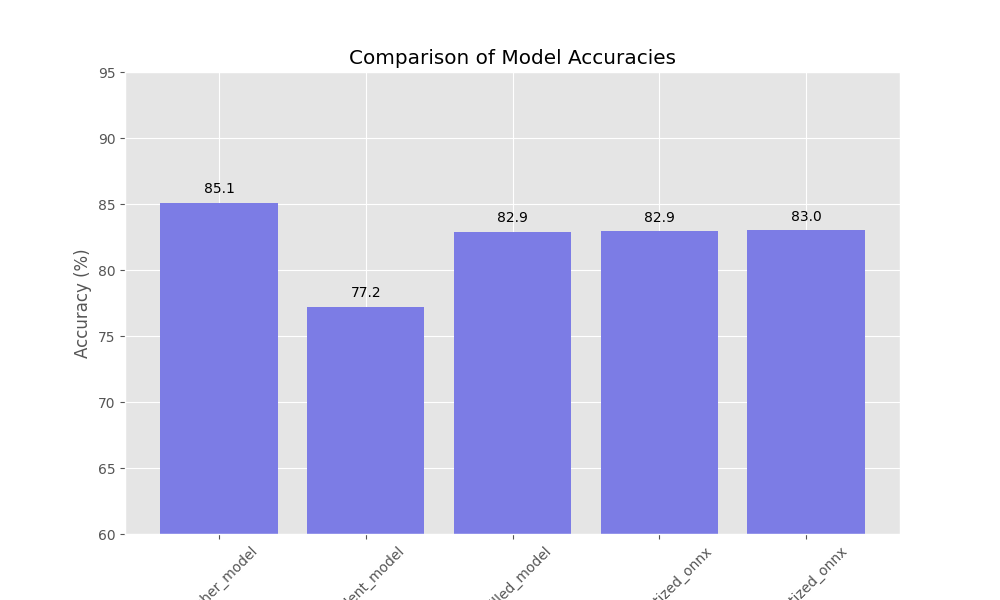 Comparison of Model Accuracies
95
90
85
80
75
70
65
60
Accuracy (%)
85.1
77.2
82.9
82.9
83.0
her_model
lent_model
lled_model
tized_onnx
tized_onnx